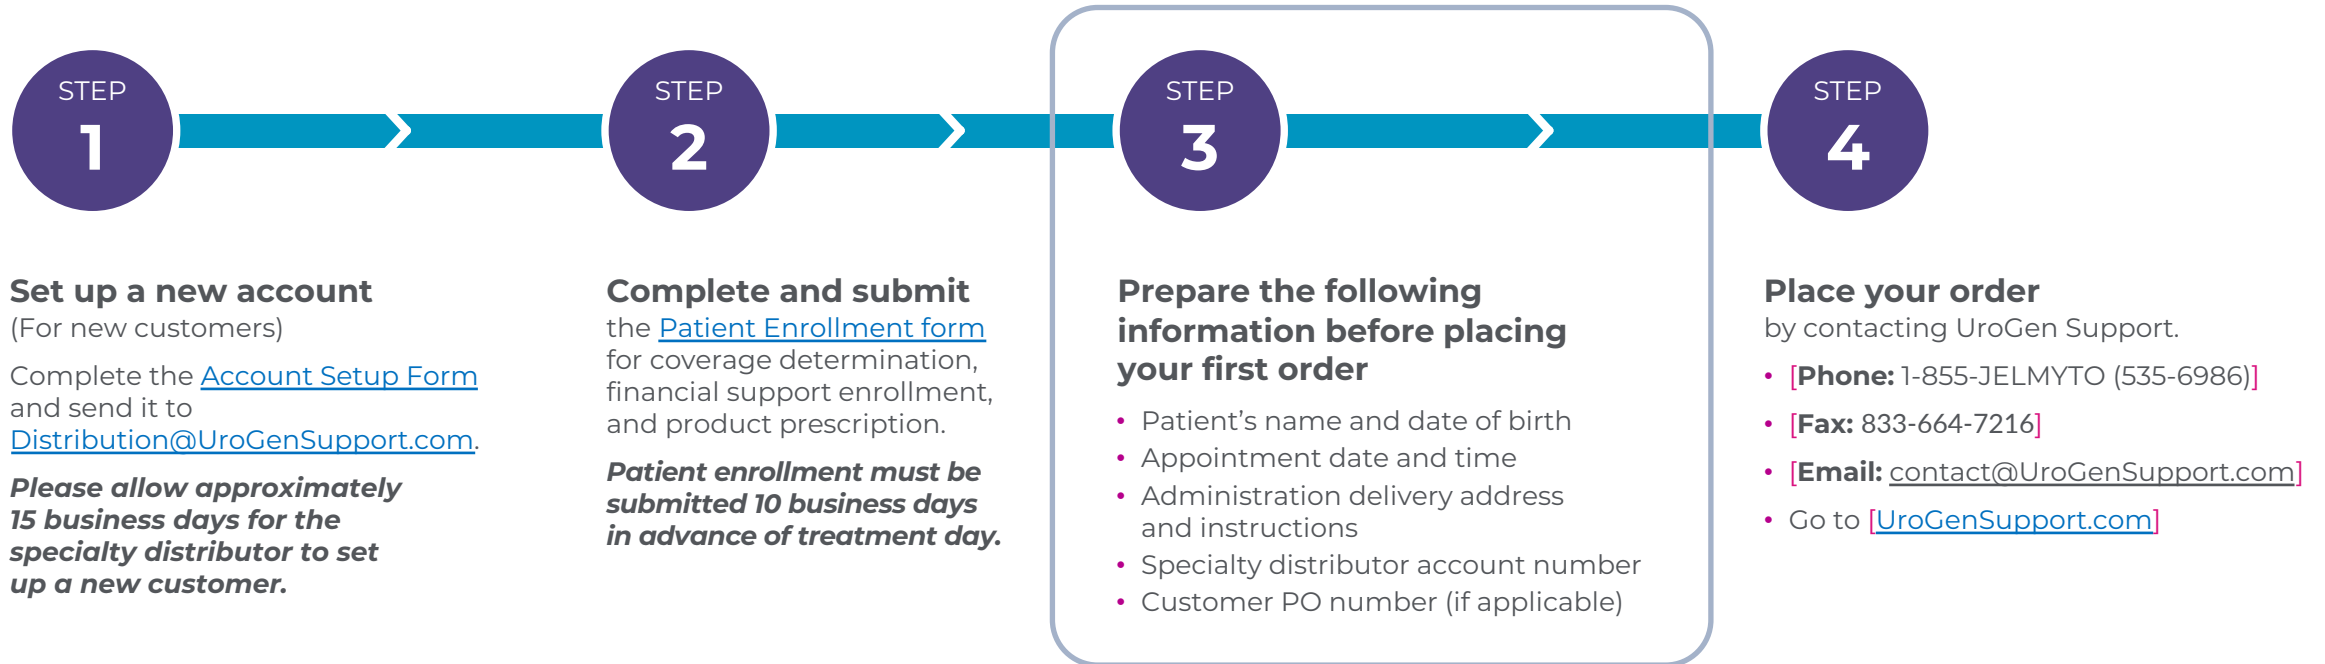 STEP
1
Set up a new account
(For new customers)
Complete the Account Setup Form
and send it to
Distribution@UroGenSupport.com.
Please allow approximately
15 business days for the
specialty distributor to set
up a new customer.
STEP
2
Complete and submit
the Patient Enrollment form
for coverage determination,
financial support enrollment,
and product prescription.
Patient enrollment must be
submitted 10 business days
in advance of treatment day.
STEP
3
Prepare the following
information before placing
your first order
• Patient’s name and date of birth
• Appointment date and time
• Administration delivery address
and instructions
• Specialty distributor account number
• Customer PO number (if applicable)
STEP
4
Place your order
by contacting UroGen Support.
• [Phone: 1-855-JELMYTO (535-6986)]
• [Fax: 833-664-7216]
• [Email: contact@UroGenSupport.com]
• Go to [UroGenSupport.com]